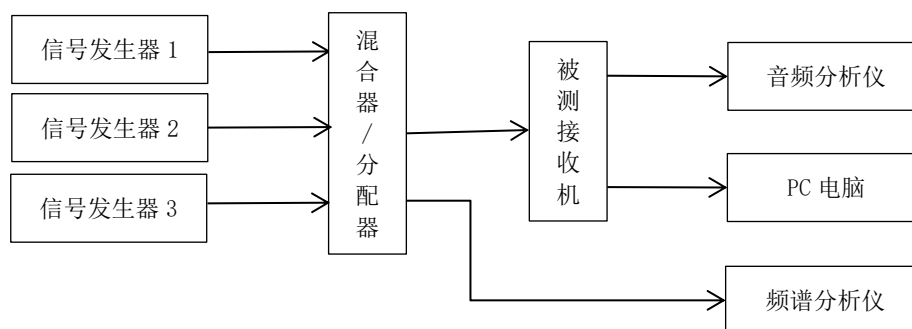 信号发生器 1
信号发生器 2
信号发生器 3
混合器/分配器
被测接收机
音频分析仪
PC 电脑
频谱分析仪